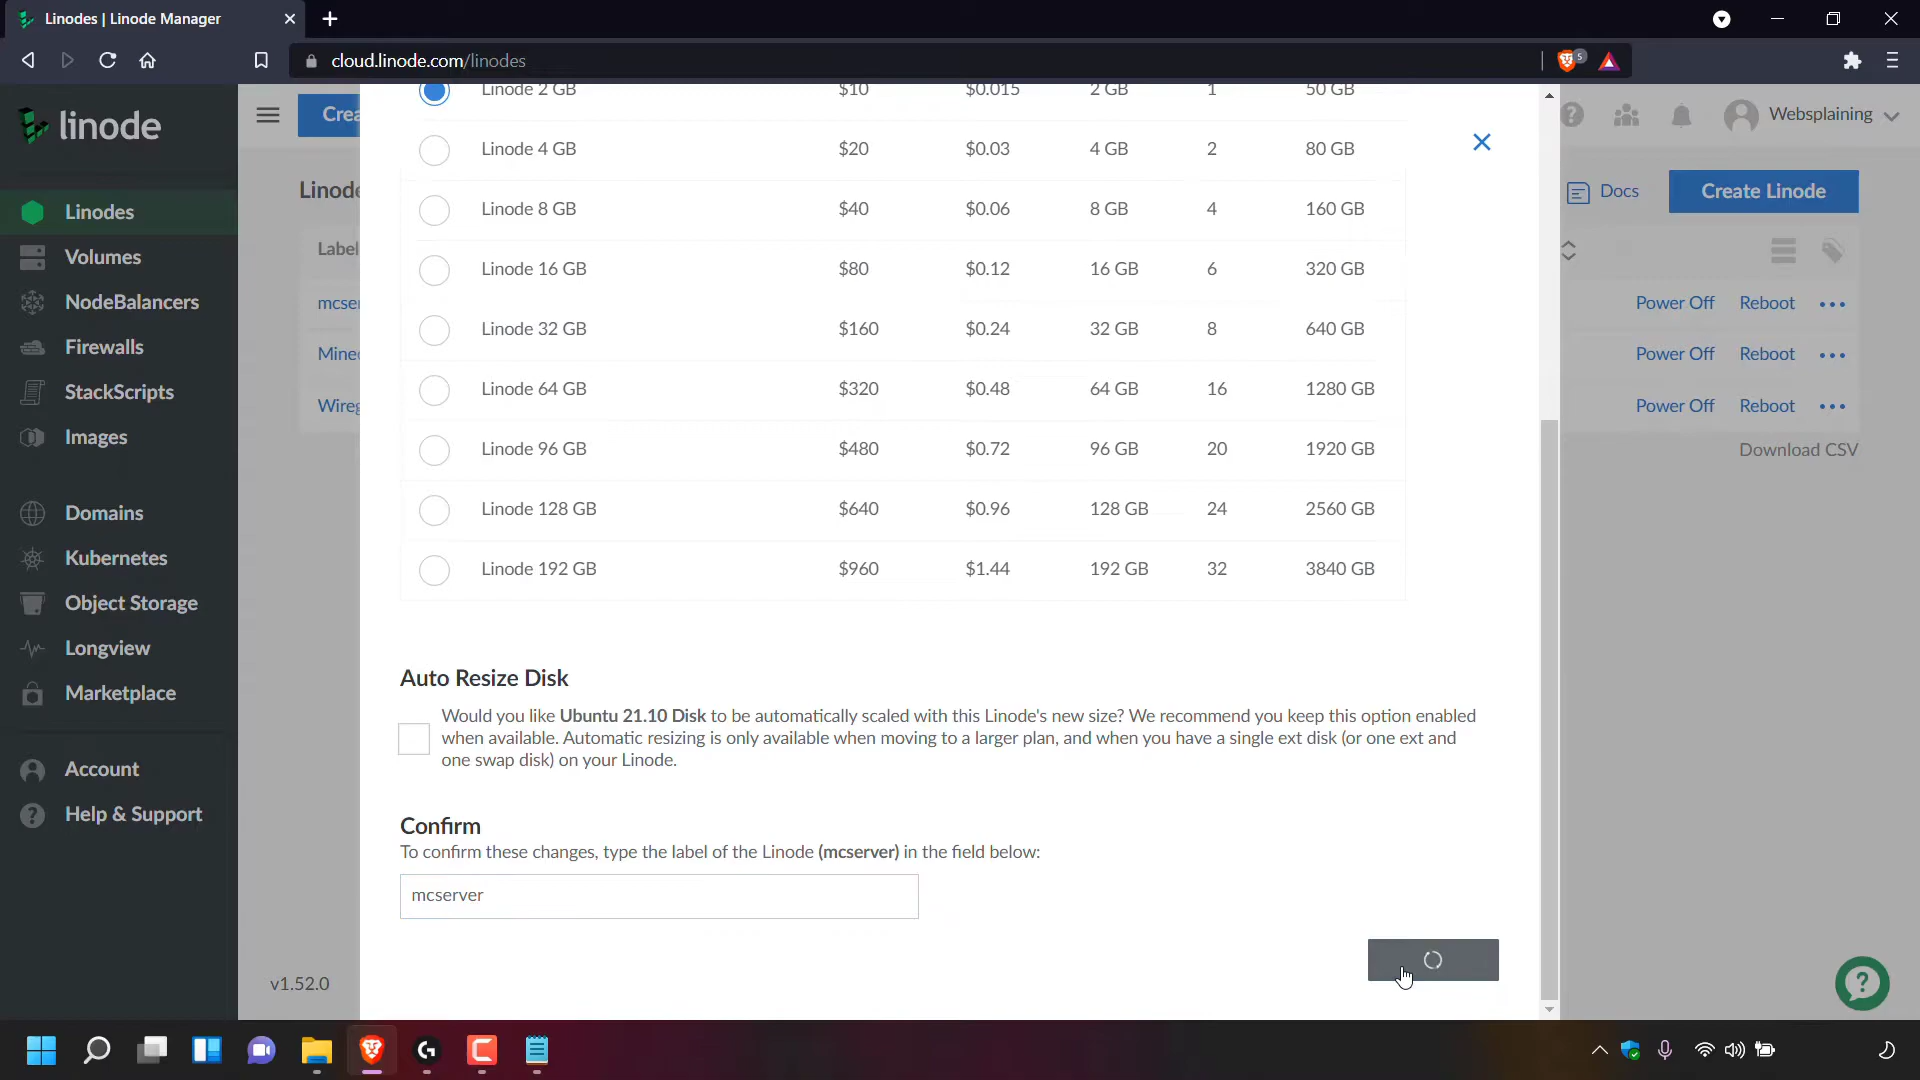 Linodes | Linode Manager
cloud.linode.com/linodes
5
linode
Linodes
Volumes
NodeBalancers
Firewalls
StackScripts
Images
Domains
Kubernetes
Object Storage
Longview
Marketplace
Account
Help & Support
Crea
Linode
Label
mcser
Mine
Wireg
v1.52.0
Linode 2 GB $10 $0.015 2 GB 1 50 GB
Linode 4 GB $20 $0.03 4 GB 2 80 GB
Linode 8 GB $40 $0.06 8 GB 4 160 GB
Linode 16 GB $80 $0.12 16 GB 6 320 GB
Linode 32 GB $160 $0.24 32 GB 8 640 GB
Linode 64 GB $320 $0.48 64 GB 16 1280 GB
Linode 96 GB $480 $0.72 96 GB 20 1920 GB
Linode 128 GB $640 $0.96 128 GB 24 2560 GB
Linode 192 GB $960 $1.44 192 GB 32 3840 GB
Auto Resize Disk
Would you like Ubuntu 21.10 Disk to be automatically scaled with this Linode's new size? We recommend you keep this option enabled
when available. Automatic resizing is only available when moving to a larger plan, and when you have a single ext disk (or one ext and
one swap disk) on your Linode.
Confirm
To confirm these changes, type the label of the Linode (mcserver) in the field below:
mcserver
Websplaining
Docs
Create Linode
Power Off Reboot
Power Off Reboot
Power Off Reboot
Download CSV